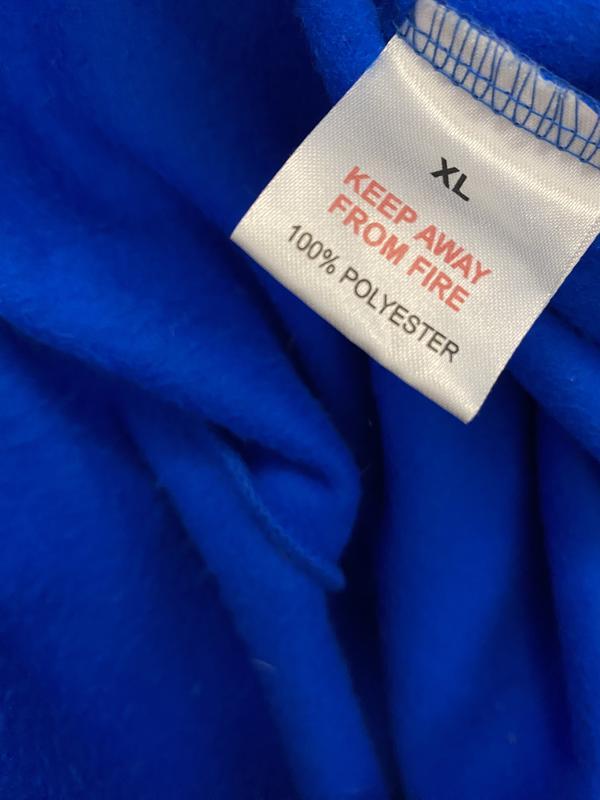 XL
KEEP AWAY
FROM FIRE
100% POLYESTER